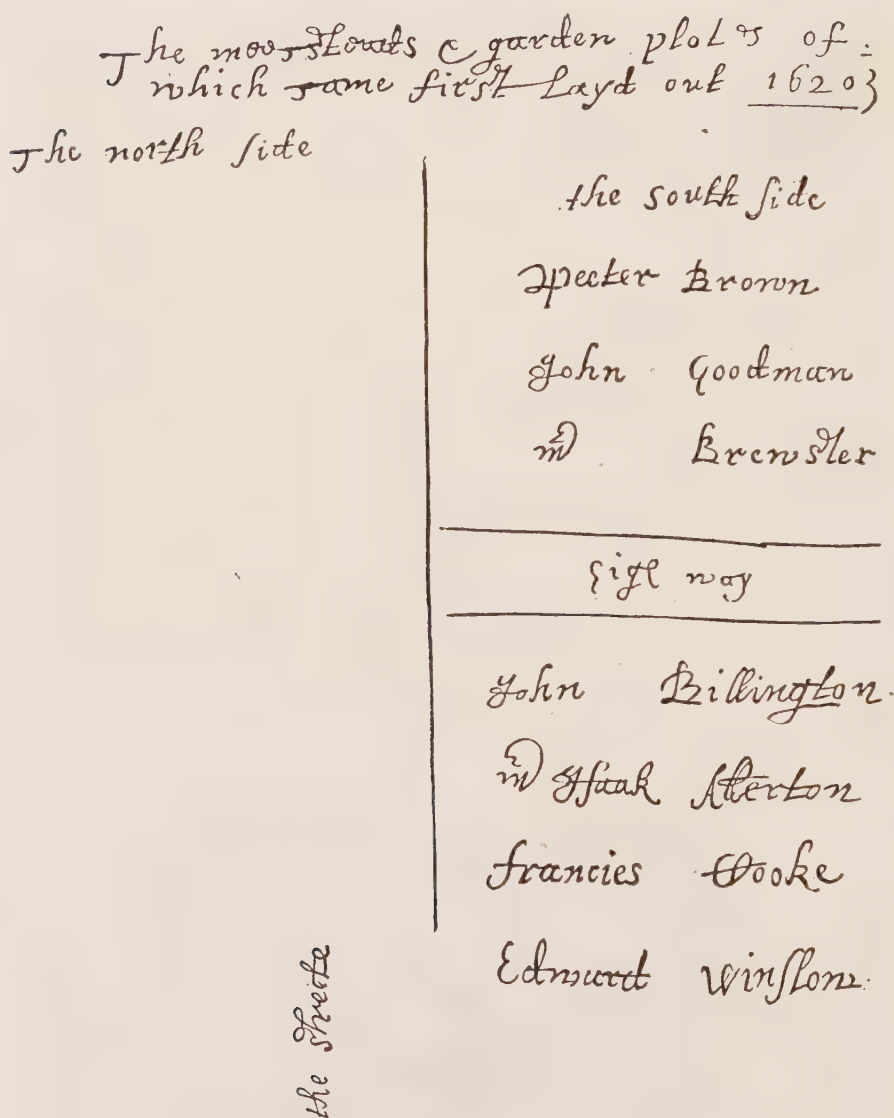 The meersteads & garden plotes of
which came first layd out 1620
The north side
the south side
Peeter Brown
John Goodman
mr Brewster
High way
John Billington
mr Isaak Allerton
Francies Cooke
Edward Winslow
the streete